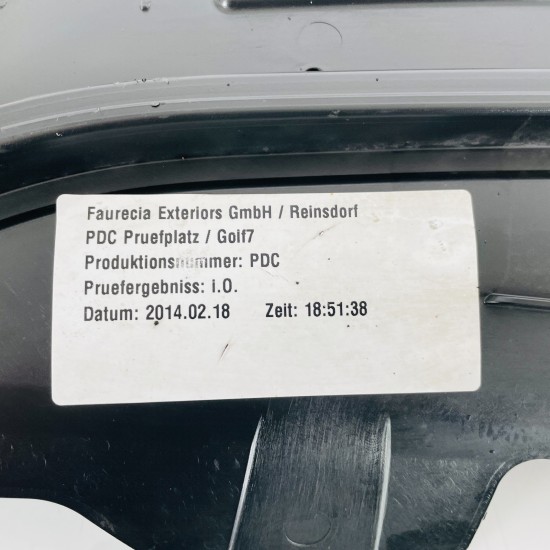 Faurecia Exteriors GmbH / Reinsdorf
PDC Pruefplatz / Golf7
Produktionsnummer: PDC
Pruefergebniss: i.O.
Datum: 2014.02.18 Zeit: 18:51:38